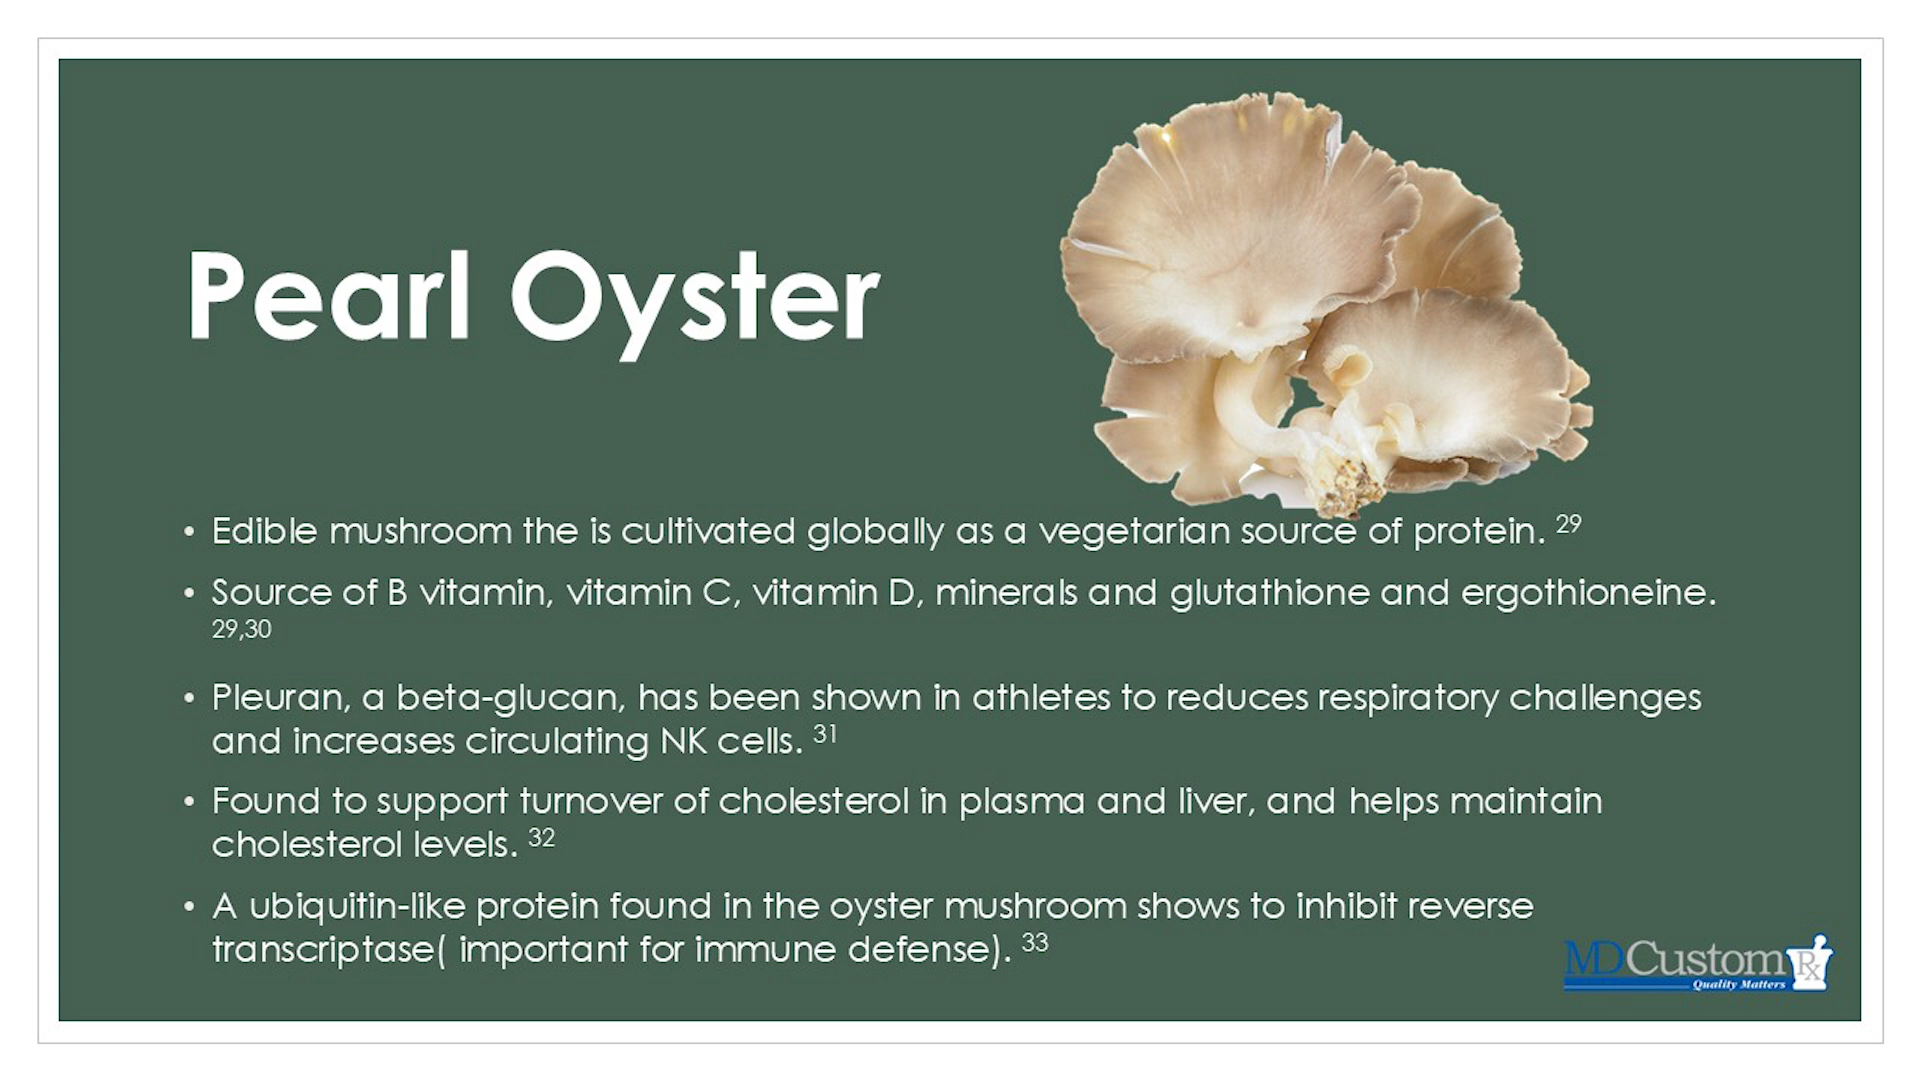 Pearl Oyster
• Edible mushroom the is cultivated globally as a vegetarian source of protein. 29
• Source of B vitamin, vitamin C, vitamin D, minerals and glutathione and ergothioneine.
29,30
• Pleuran, a beta-glucan, has been shown in athletes to reduces respiratory challenges
and increases circulating NK cells. 31
• Found to support turnover of cholesterol in plasma and liver, and helps maintain
cholesterol levels. 32
• A ubiquitin-like protein found in the oyster mushroom shows to inhibit reverse
transcriptase( important for immune defense). 33
MDCustom Rx
Quality Matters